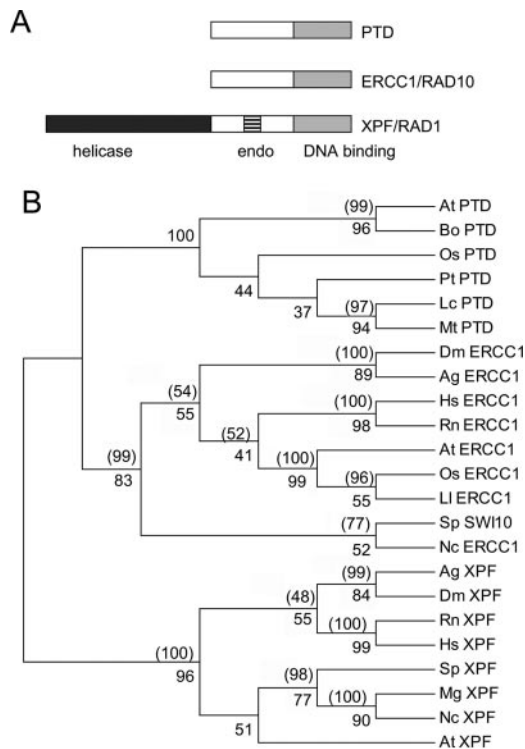 A
PTD
ERCC1/RAD10
XPF/RAD1
helicase endo DNA binding
B
(99) At PTD
100 96 Bo PTD
Os PTD
44 Pt PTD
37 (97) Lc PTD
94 Mt PTD
(100) Dm ERCC1
89 Ag ERCC1
(54) (100) Hs ERCC1
55 98 Rn ERCC1
(52) At ERCC1
41 (100) (96) Os ERCC1
(99) 99 55 Ll ERCC1
83 (77) Sp SWI10
52 Nc ERCC1
(99) Ag XPF
(48) 84 Dm XPF
55 (100) Rn XPF
(100) 99 Hs XPF
96 (98) Sp XPF
77 (100) Mg XPF
51 90 Nc XPF
At XPF